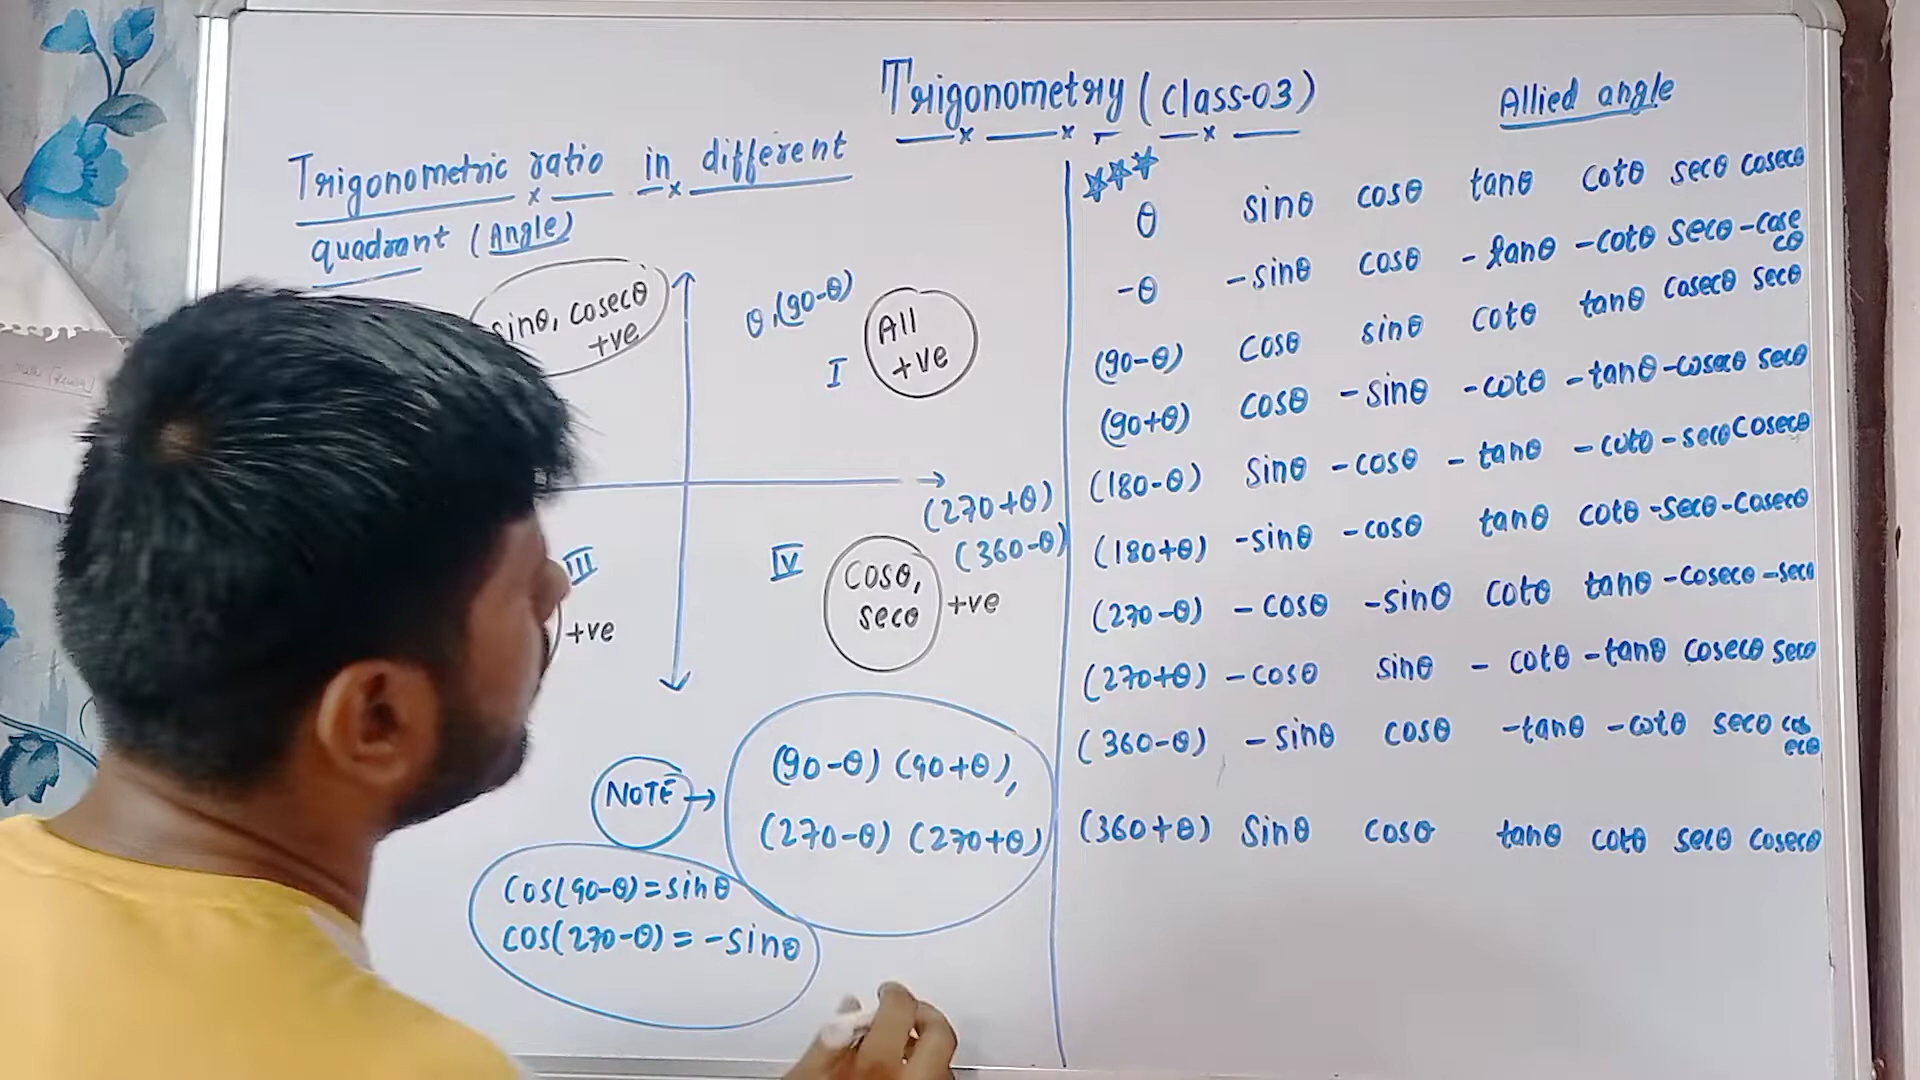 Trigonometry (Class-03)
Allied angle
Trigonometric ratio in different
quadrant (Angle)
sinθ, cosecθ
+ve
θ, (90-θ)
I
All
+ve
III
+ve
IV
(270+θ)
(360-θ)
Cosθ,
secθ
+ve
NOTE →
(90-θ) (90+θ),
(270-θ) (270+θ)
Cos(90-θ) = sinθ
cos(270-θ) = -sinθ
θ sinθ cosθ tanθ cotθ secθ cosecθ
-θ -sinθ cosθ -tanθ -cotθ secθ -cosecθ
(90-θ) cosθ sinθ cotθ tanθ cosecθ secθ
(90+θ) cosθ -sinθ -cotθ -tanθ -cosecθ secθ
(180-θ) sinθ -cosθ -tanθ -cotθ -secθ cosecθ
(180+θ) -sinθ -cosθ tanθ cotθ -secθ -cosecθ
(270-θ) -cosθ -sinθ cotθ tanθ -cosecθ -secθ
(270+θ) -cosθ sinθ -cotθ -tanθ cosecθ secθ
(360-θ) -sinθ cosθ -tanθ -cotθ secθ cosecθ
(360+θ) sinθ cosθ tanθ cotθ secθ cosecθ